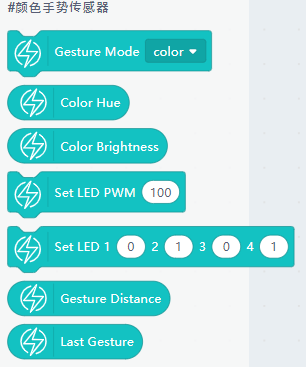 #颜色手势传感器
Gesture Mode color
Color Hue
Color Brightness
Set LED PWM 100
Set LED 1 0 2 1 3 0 4 1
Gesture Distance
Last Gesture